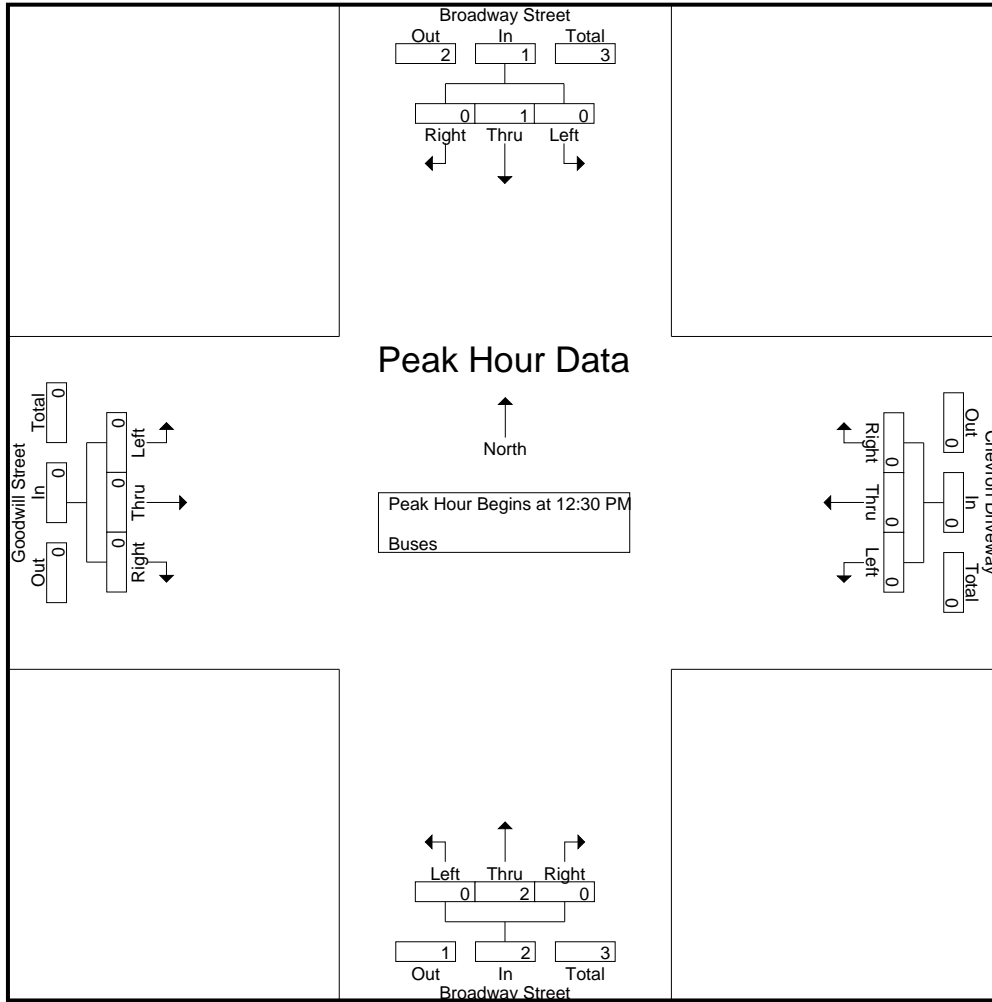 Broadway Street
Out In Total
2 1 3
0 1 0
Right Thru Left
Peak Hour Data
North
Peak Hour Begins at 12:30 PM
Buses
Goodwill Street
Out In Total
0 0 0
Right Thru Left
0 0 0
Chevron Driveway
Out In Total
0 0 0
Right Thru Left
0 0 0
Left Thru Right
0 2 0
1 2 3
Out In Total
Broadway Street